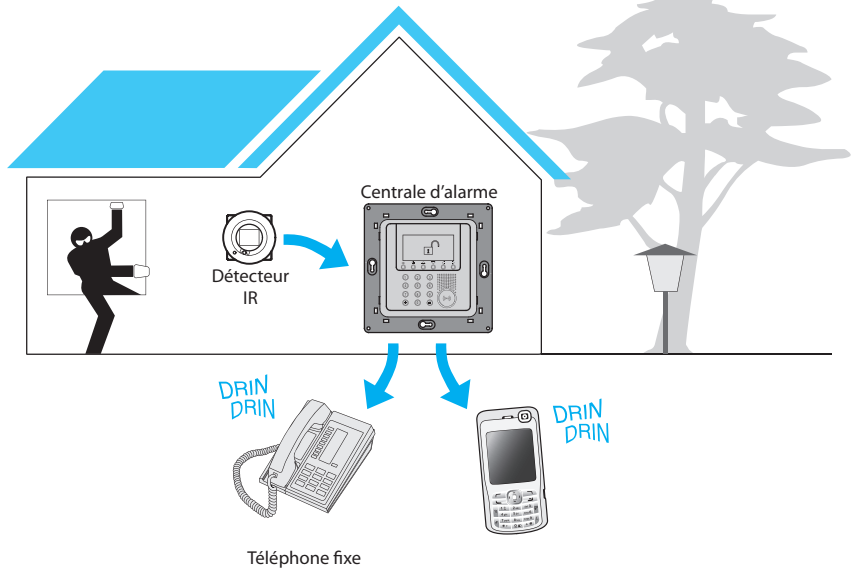 Centrale d'alarme
Détecteur
IR
DRIN
DRIN
DRIN
DRIN
Téléphone fixe